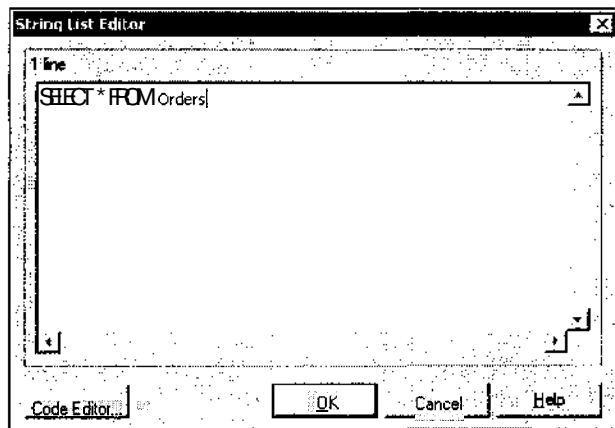 String List Editor
1 line
SELECT * FROM Orders
Code Editor...
OK
Cancel
Help